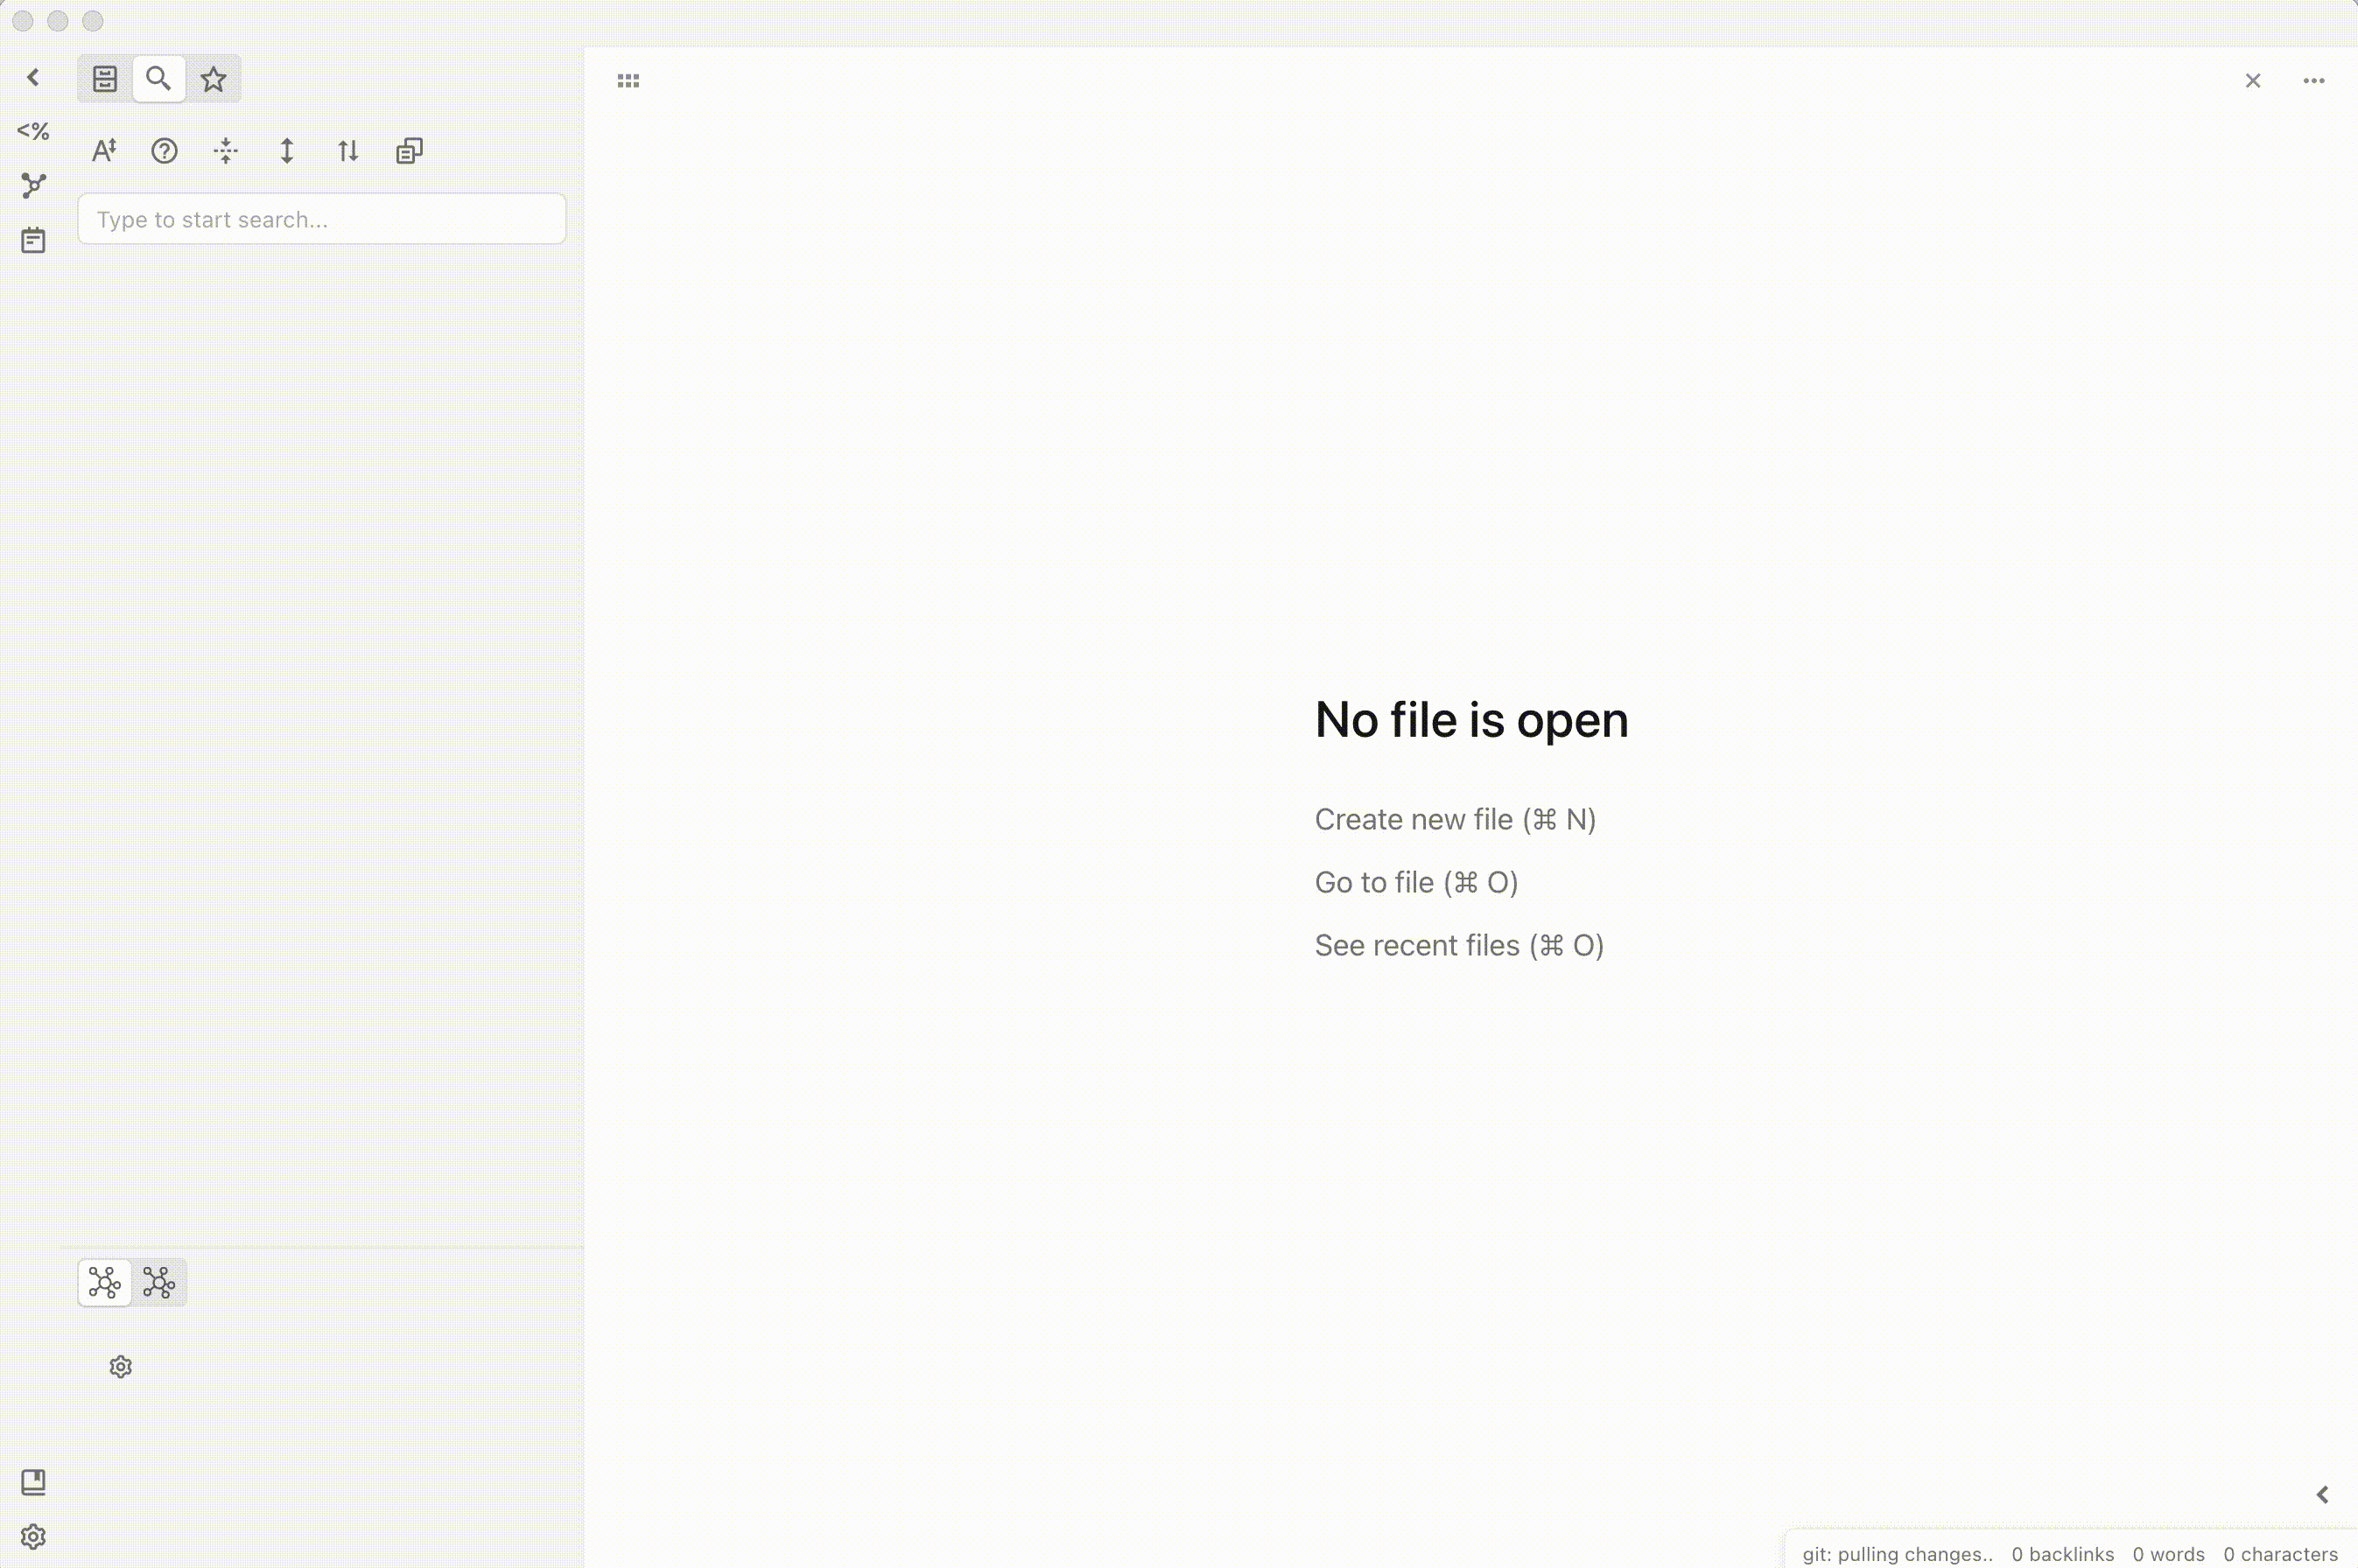 <%
Type to start search...
No file is open
Create new file (⌘ N)
Go to file (⌘ O)
See recent files (⌘ O)
git: pulling changes.. 0 backlinks 0 words 0 characters